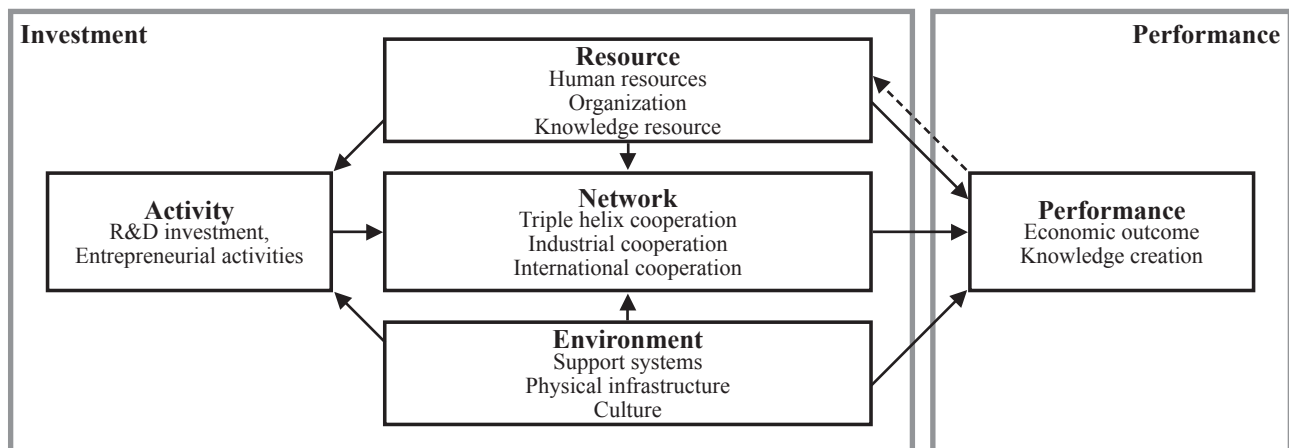 Investment
Performance
Resource
Human resources
Organization
Knowledge resource
Activity
R&D investment,
Entrepreneurial activities
Network
Triple helix cooperation
Industrial cooperation
International cooperation
Performance
Economic outcome
Knowledge creation
Environment
Support systems
Physical infrastructure
Culture